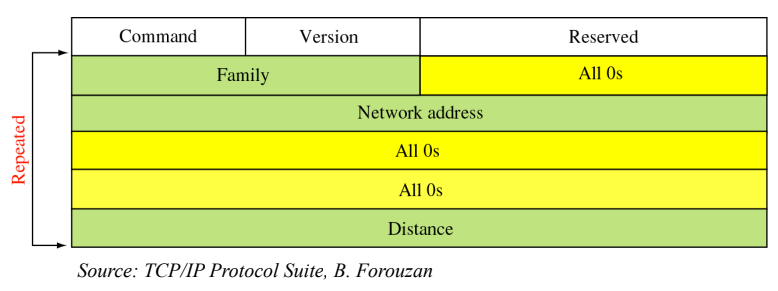 Command Version Reserved
Family All 0s
Network address
All 0s
All 0s
Distance
Repeated
Source: TCP/IP Protocol Suite, B. Forouzan